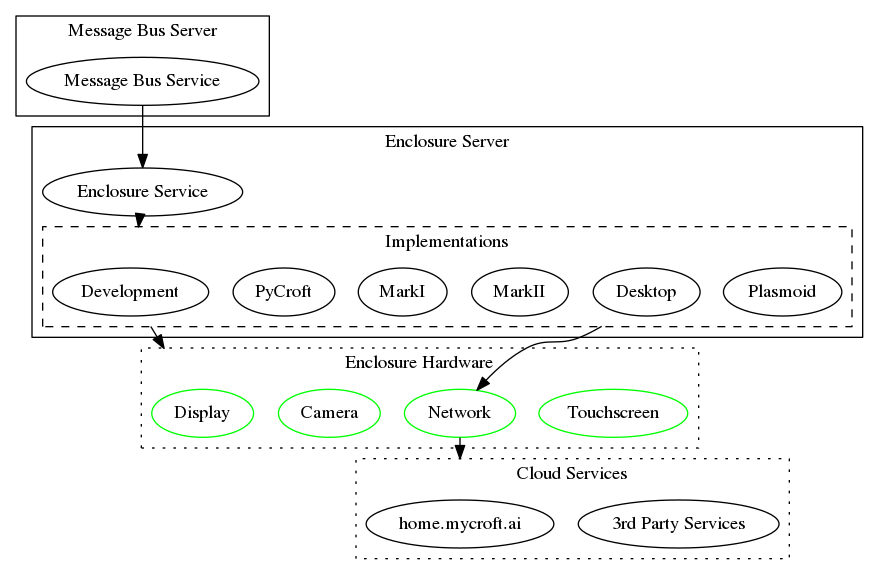 Message Bus Server
Message Bus Service
Enclosure Server
Enclosure Service
Implementations
Development
PyCroft
MarkI
MarkII
Desktop
Plasmoid
Enclosure Hardware
Display
Camera
Network
Touchscreen
Cloud Services
home.mycroft.ai
3rd Party Services